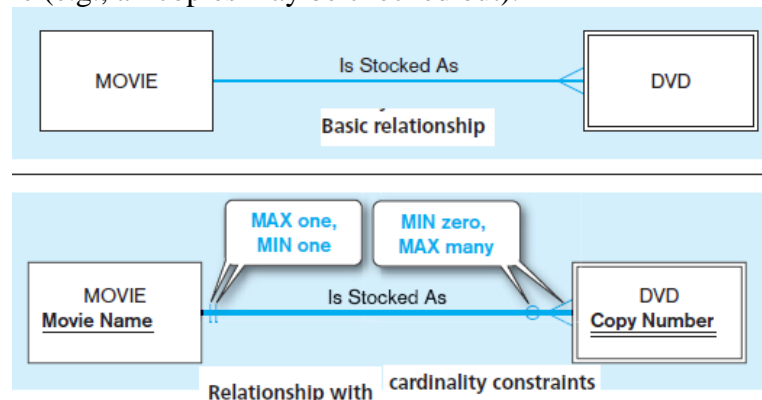 MOVIE
Is Stocked As
DVD
Basic relationship
MAX one,
MIN one
MIN zero,
MAX many
MOVIE
Movie Name
Is Stocked As
DVD
Copy Number
Relationship with cardinality constraints